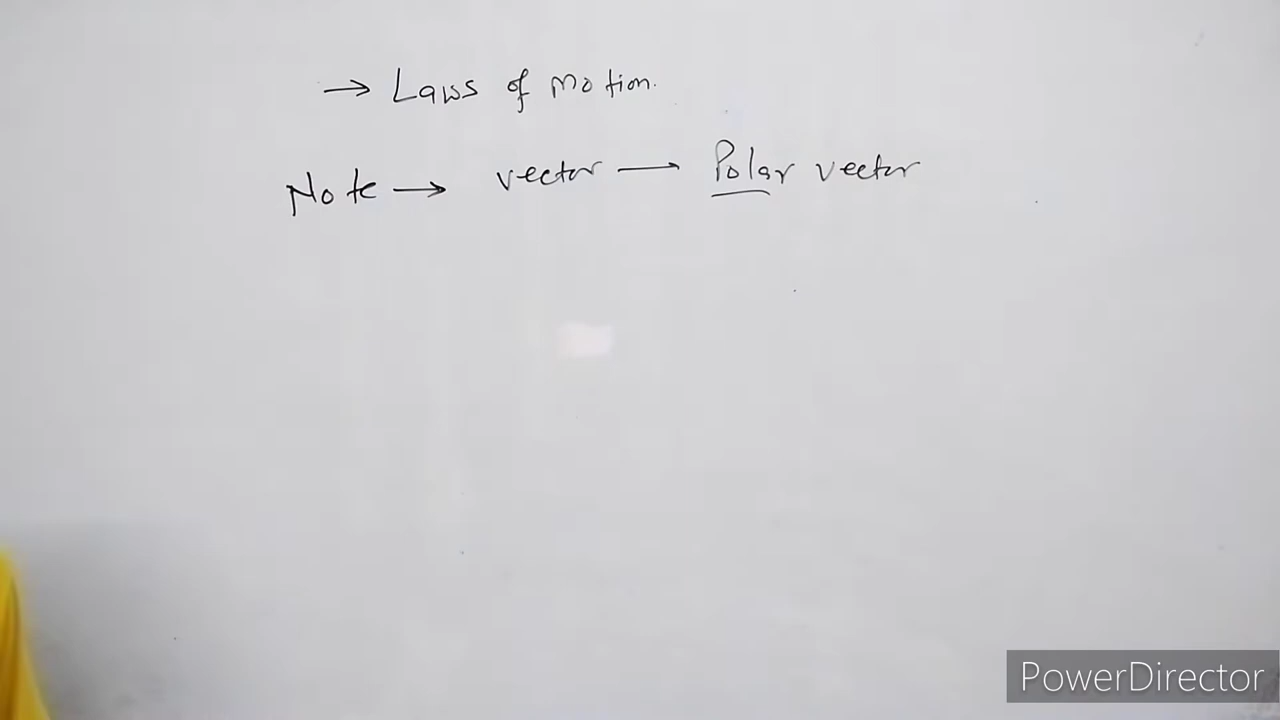 → Laws of motion.
Note → vector — Polar vector
PowerDirector